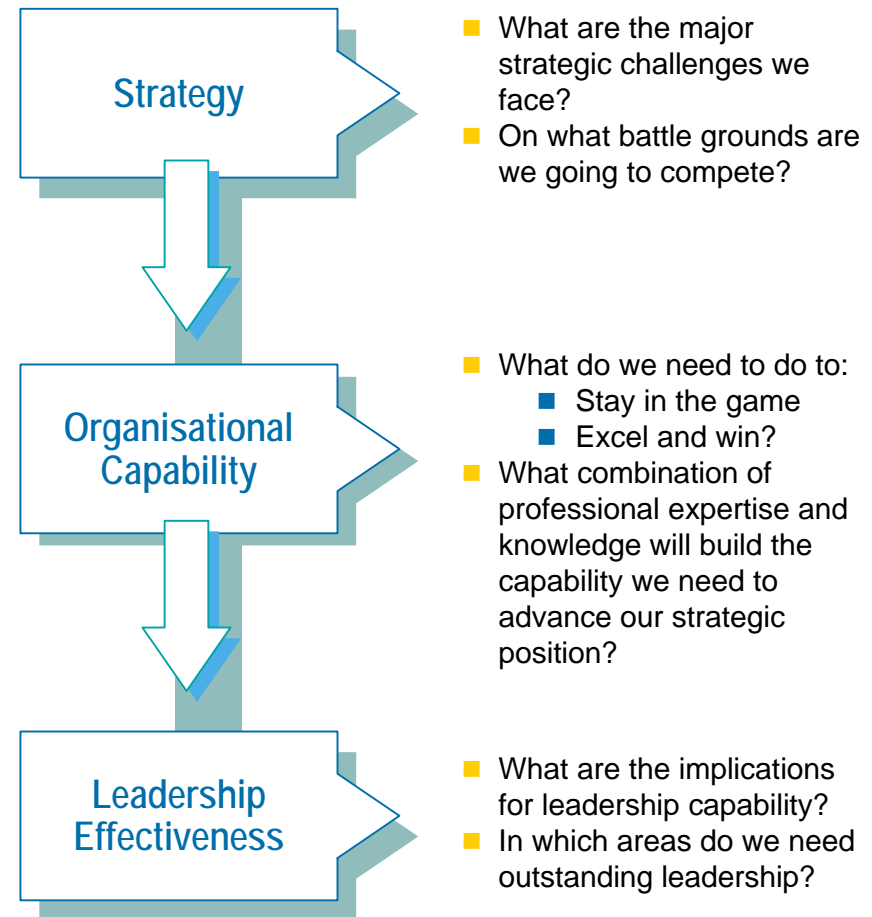 Strategy
What are the major
strategic challenges we
face?
On what battle grounds are
we going to compete?
Organisational
Capability
What do we need to do to:
Stay in the game
Excel and win?
What combination of
professional expertise and
knowledge will build the
capability we need to
advance our strategic
position?
Leadership
Effectiveness
What are the implications
for leadership capability?
In which areas do we need
outstanding leadership?